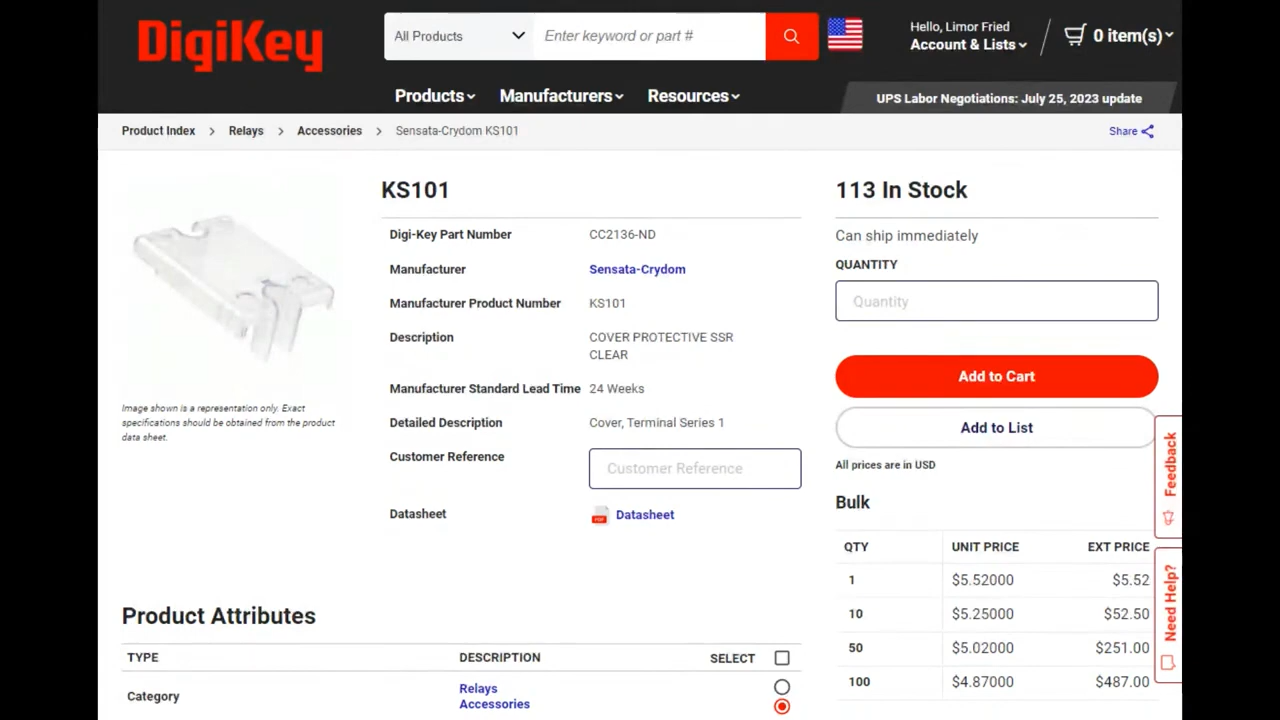 DigiKey
All Products
Enter keyword or part #
Hello, Limor Fried
Account & Lists
0 item(s)
Products
Manufacturers
Resources
UPS Labor Negotiations: July 25, 2023 update
Product Index > Relays > Accessories > Sensata-Crydom KS101
Share
KS101
Digi-Key Part Number CC2136-ND
Manufacturer Sensata-Crydom
Manufacturer Product Number KS101
Description COVER PROTECTIVE SSR
CLEAR
Manufacturer Standard Lead Time 24 Weeks
Detailed Description Cover, Terminal Series 1
Customer Reference Customer Reference
Datasheet PDF Datasheet
Image shown is a representation only. Exact
specifications should be obtained from the product
data sheet.
113 In Stock
Can ship immediately
QUANTITY
Quantity
Add to Cart
Add to List
All prices are in USD
Bulk
QTY UNIT PRICE EXT PRICE
1 $5.52000 $5.52
10 $5.25000 $52.50
50 $5.02000 $251.00
100 $4.87000 $487.00
Feedback
Need Help?
Product Attributes
TYPE DESCRIPTION SELECT
Category Relays
Accessories